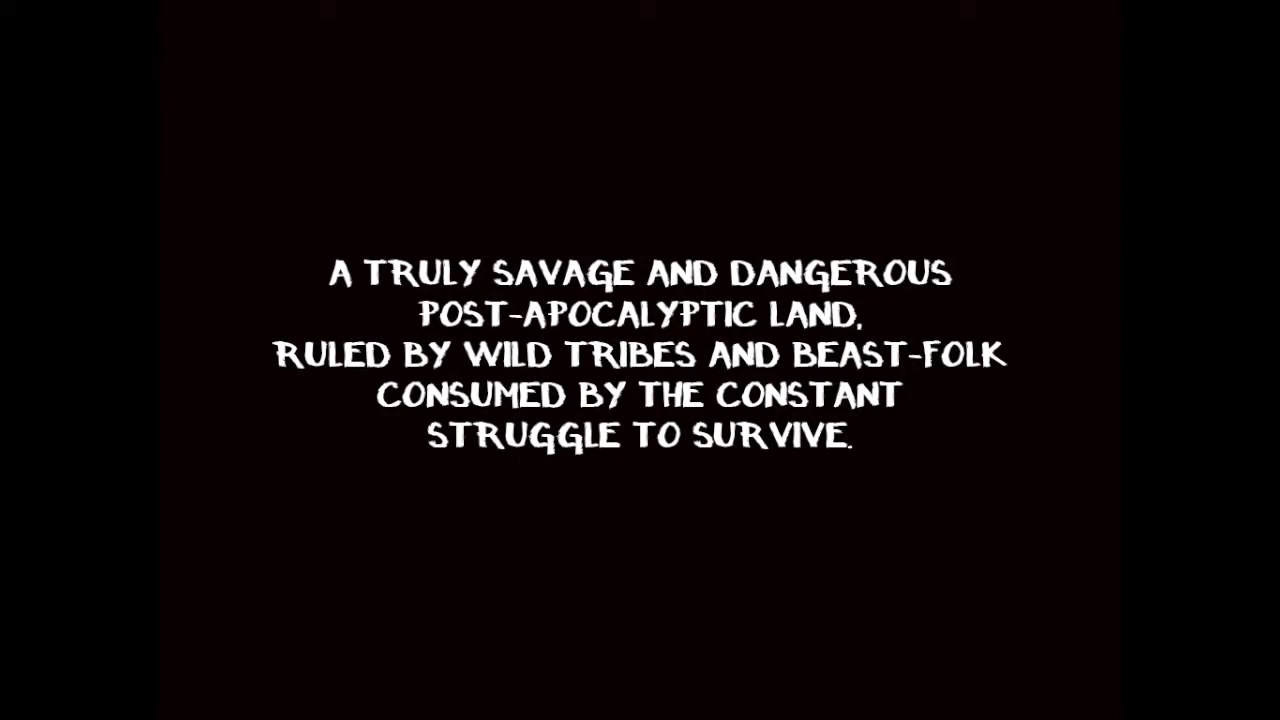 A TRULY SAVAGE AND DANGEROUS
POST-APOCALYPTIC LAND,
RULED BY WILD TRIBES AND BEAST-FOLK
CONSUMED BY THE CONSTANT
STRUGGLE TO SURVIVE.